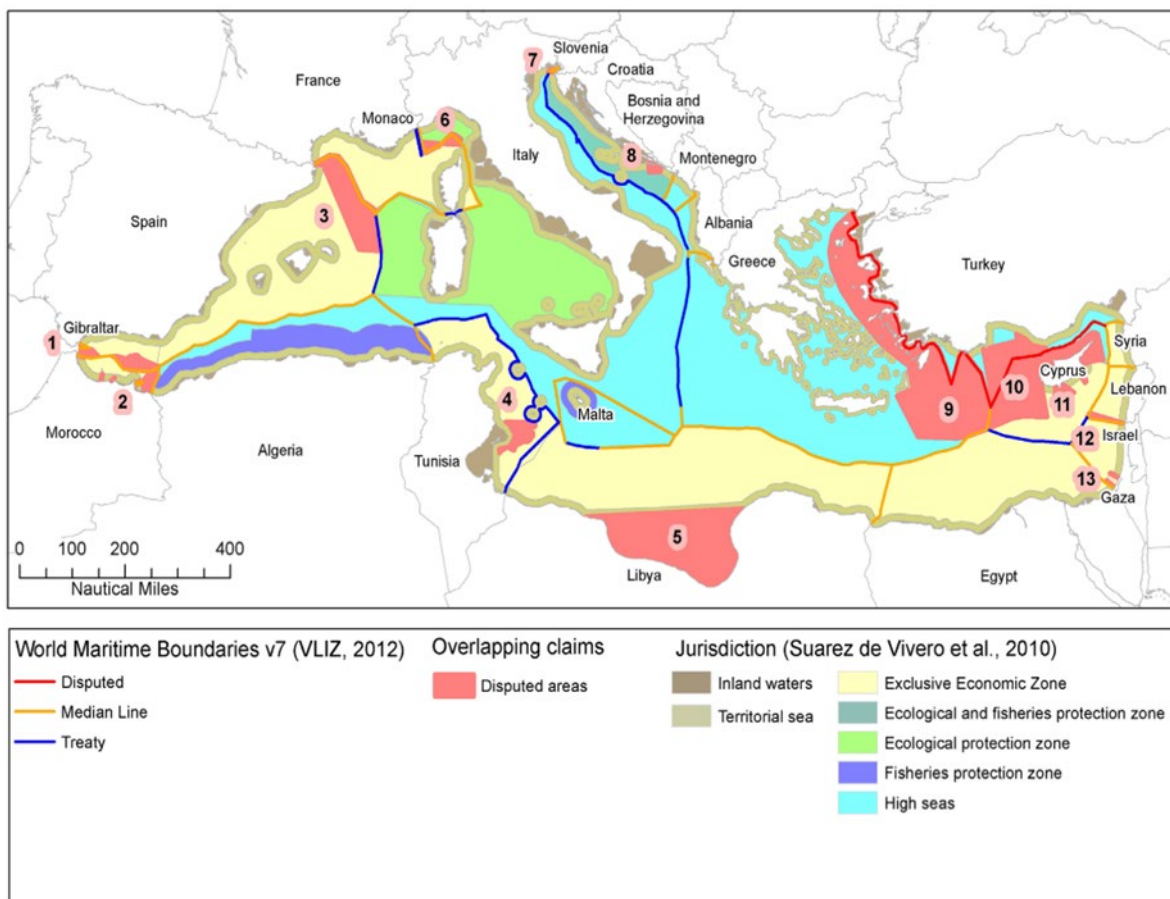 Slovenia
7
Croatia
France
Bosnia and
Herzegovina
Monaco
6
Italy
8
Montenegro
Spain
3
Albania
Greece
Turkey
Gibraltar
1
Syria
10
Cyprus
Lebanon
2
4
Malta
9
11
12
Israel
Morocco
Algeria
Tunisia
13
Gaza
5
0 100 200 400
Nautical Miles
Libya
Egypt
World Maritime Boundaries v7 (VLIZ, 2012)
Disputed
Median Line
Treaty
Overlapping claims
Disputed areas
Jurisdiction (Suarez de Vivero et al., 2010)
Inland waters
Territorial sea
Exclusive Economic Zone
Ecological and fisheries protection zone
Ecological protection zone
Fisheries protection zone
High seas